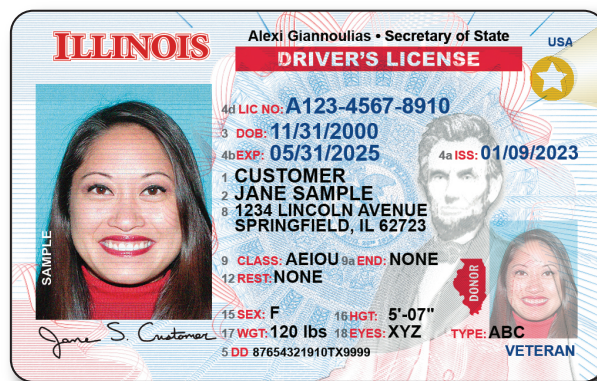 ILLINOIS
Alexi Giannoulias • Secretary of State
USA
DRIVER'S LICENSE
4d LIC NO: A123-4567-8910
3 DOB: 11/31/2000
4b EXP: 05/31/2025 4a ISS: 01/09/2023
1 CUSTOMER
2 JANE SAMPLE
8 1234 LINCOLN AVENUE
SPRINGFIELD, IL 62723
9 CLASS: AEIOU 9a END: NONE
12 REST: NONE
SAMPLE
DONOR
15 SEX: F 16 HGT: 5'-07"
17 WGT: 120 lbs 18 EYES: XYZ TYPE: ABC
5 DD 87654321910TX9999
VETERAN
Jane S. Customer